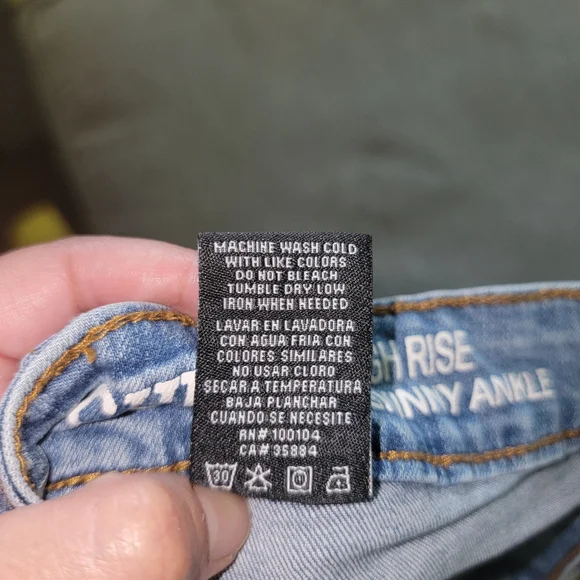 MACHINE WASH COLD
WITH LIKE COLORS
DO NOT BLEACH
TUMBLE DRY LOW
IRON WHEN NEEDED
LAVAR EN LAVADORA
CON AGUA FRIA CON
COLORES SIMILARES
NO USAR CLORO
SECAR A TEMPERATURA
BAJA PLANCHAR
CUANDO SE NECESITE
RN# 100104
CA# 35884
30
GH RISE
INNY ANKLE